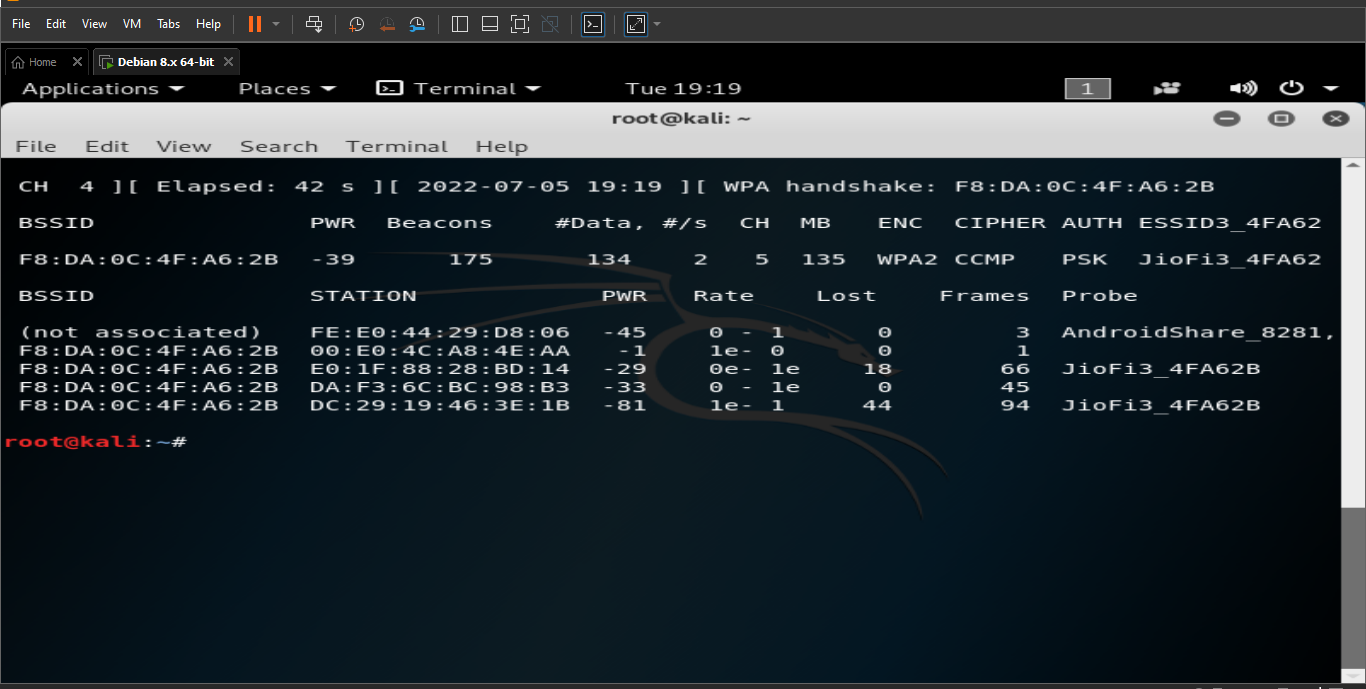 File Edit View VM Tabs Help
Home Debian 8.x 64-bit
Applications Places Terminal Tue 19:19 1
root@kali: ~
File Edit View Search Terminal Help
CH 4 ][ Elapsed: 42 s ][ 2022-07-05 19:19 ][ WPA handshake: F8:DA:0C:4F:A6:2B
BSSID PWR Beacons #Data, #/s CH MB ENC CIPHER AUTH ESSID3_4FA62
F8:DA:0C:4F:A6:2B -39 175 134 2 5 135 WPA2 CCMP PSK JioFi3_4FA62
BSSID STATION PWR Rate Lost Frames Probe
(not associated) FE:E0:44:29:D8:06 -45 0 - 1 0 3 AndroidShare_8281,
F8:DA:0C:4F:A6:2B 00:E0:4C:A8:4E:AA -1 1e- 0 0 1
F8:DA:0C:4F:A6:2B E0:1F:88:28:BD:14 -29 0e- 1e 18 66 JioFi3_4FA62B
F8:DA:0C:4F:A6:2B DA:F3:6C:BC:98:B3 -33 0 - 1e 0 45
F8:DA:0C:4F:A6:2B DC:29:19:46:3E:1B -81 1e- 1 44 94 JioFi3_4FA62B
root@kali:~#